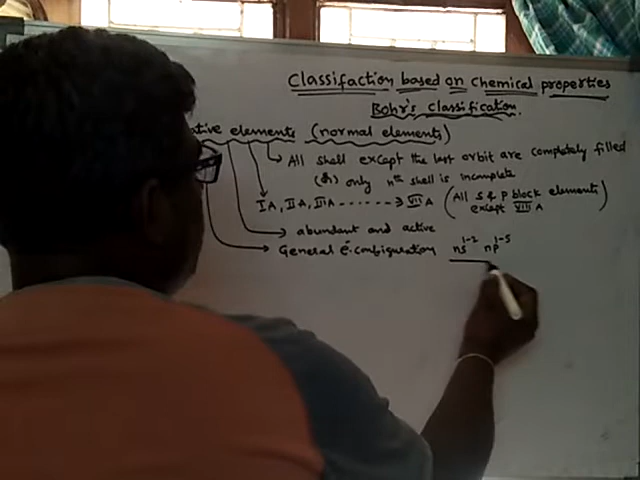 Classifaction based on Chemical properties
Bohr's classification.
ative elements (normal elements)
All shell except the last orbit are completely filled
(or) only nth shell is incomplete
IA, IIA, IIIA ------> VIIA (All S & P block elements except VIII A)
abundant and active
General e⁻ configuration ns¹⁻² np¹⁻⁵